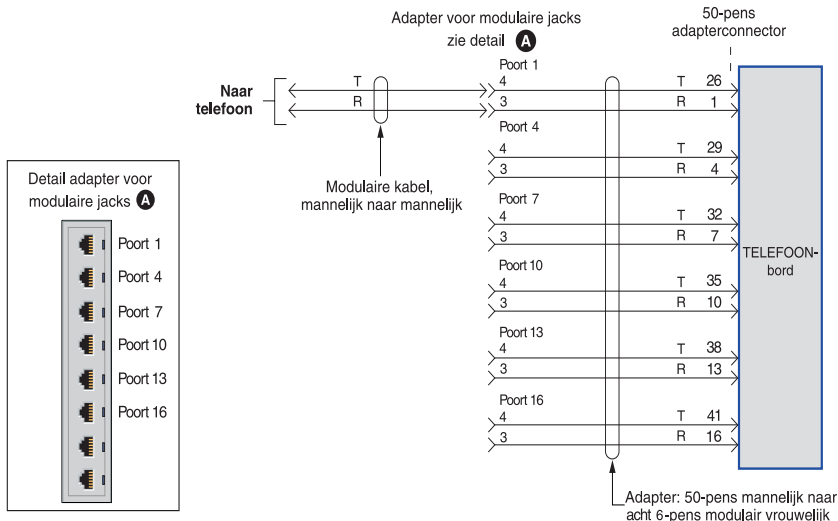 Adapter voor modulaire jacks
zie detail A
50-pens
adapterconnector
Naar
telefoon
T
R
Poort 1
4 T 26
3 R 1
Poort 4
4 T 29
3 R 4
Poort 7
4 T 32
3 R 7
Poort 10
4 T 35
3 R 10
Poort 13
4 T 38
3 R 13
Poort 16
4 T 41
3 R 16
TELEFOON-
bord
Modulaire kabel,
mannelijk naar mannelijk
Adapter: 50-pens mannelijk naar
acht 6-pens modulair vrouwelijk
Detail adapter voor
modulaire jacks A
Poort 1
Poort 4
Poort 7
Poort 10
Poort 13
Poort 16